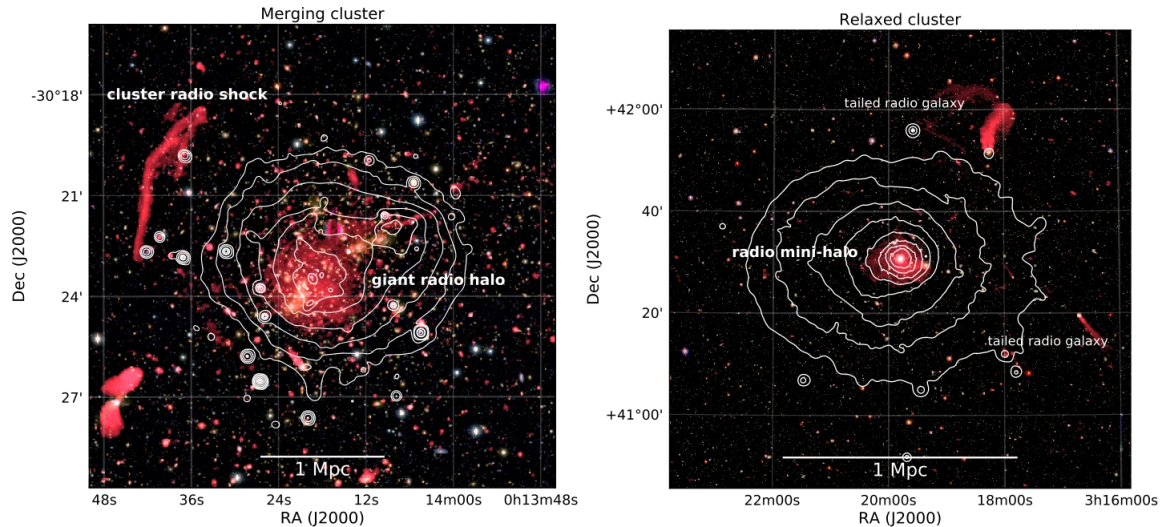 Merging cluster
cluster radio shock
giant radio halo
1 Mpc
-30°18'
21'
24'
27'
Dec (J2000)
48s
36s
24s
12s
14m00s
0h13m48s
RA (J2000)
Relaxed cluster
tailed radio galaxy
radio mini-halo
tailed radio galaxy
1 Mpc
+42°00'
40'
20'
+41°00'
Dec (J2000)
22m00s
20m00s
18m00s
3h16m00s
RA (J2000)